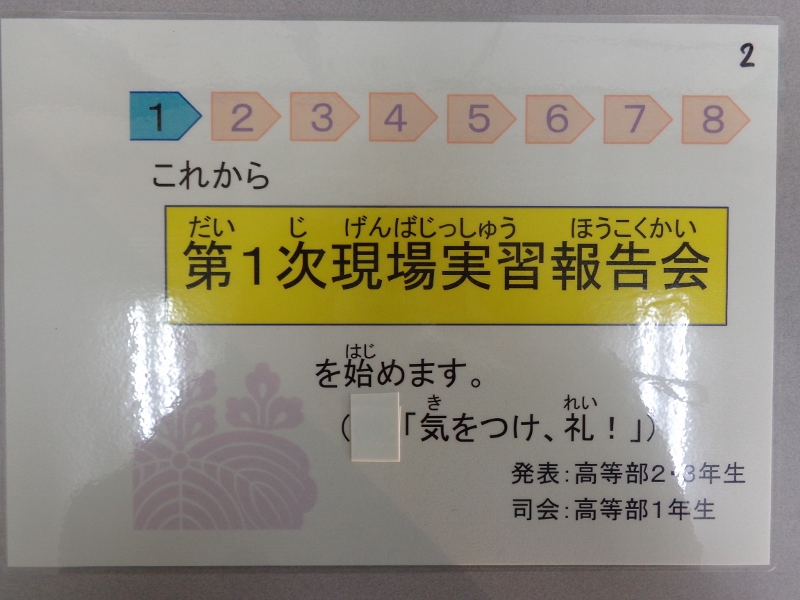 2
1 2 3 4 5 6 7 8
これから
だい じ げんばじっしゅう ほうこくかい
第1次現場実習報告会
はじ
を始めます。
き れい
( 「気をつけ、礼!」)
発表:高等部2・3年生
司会:高等部1年生